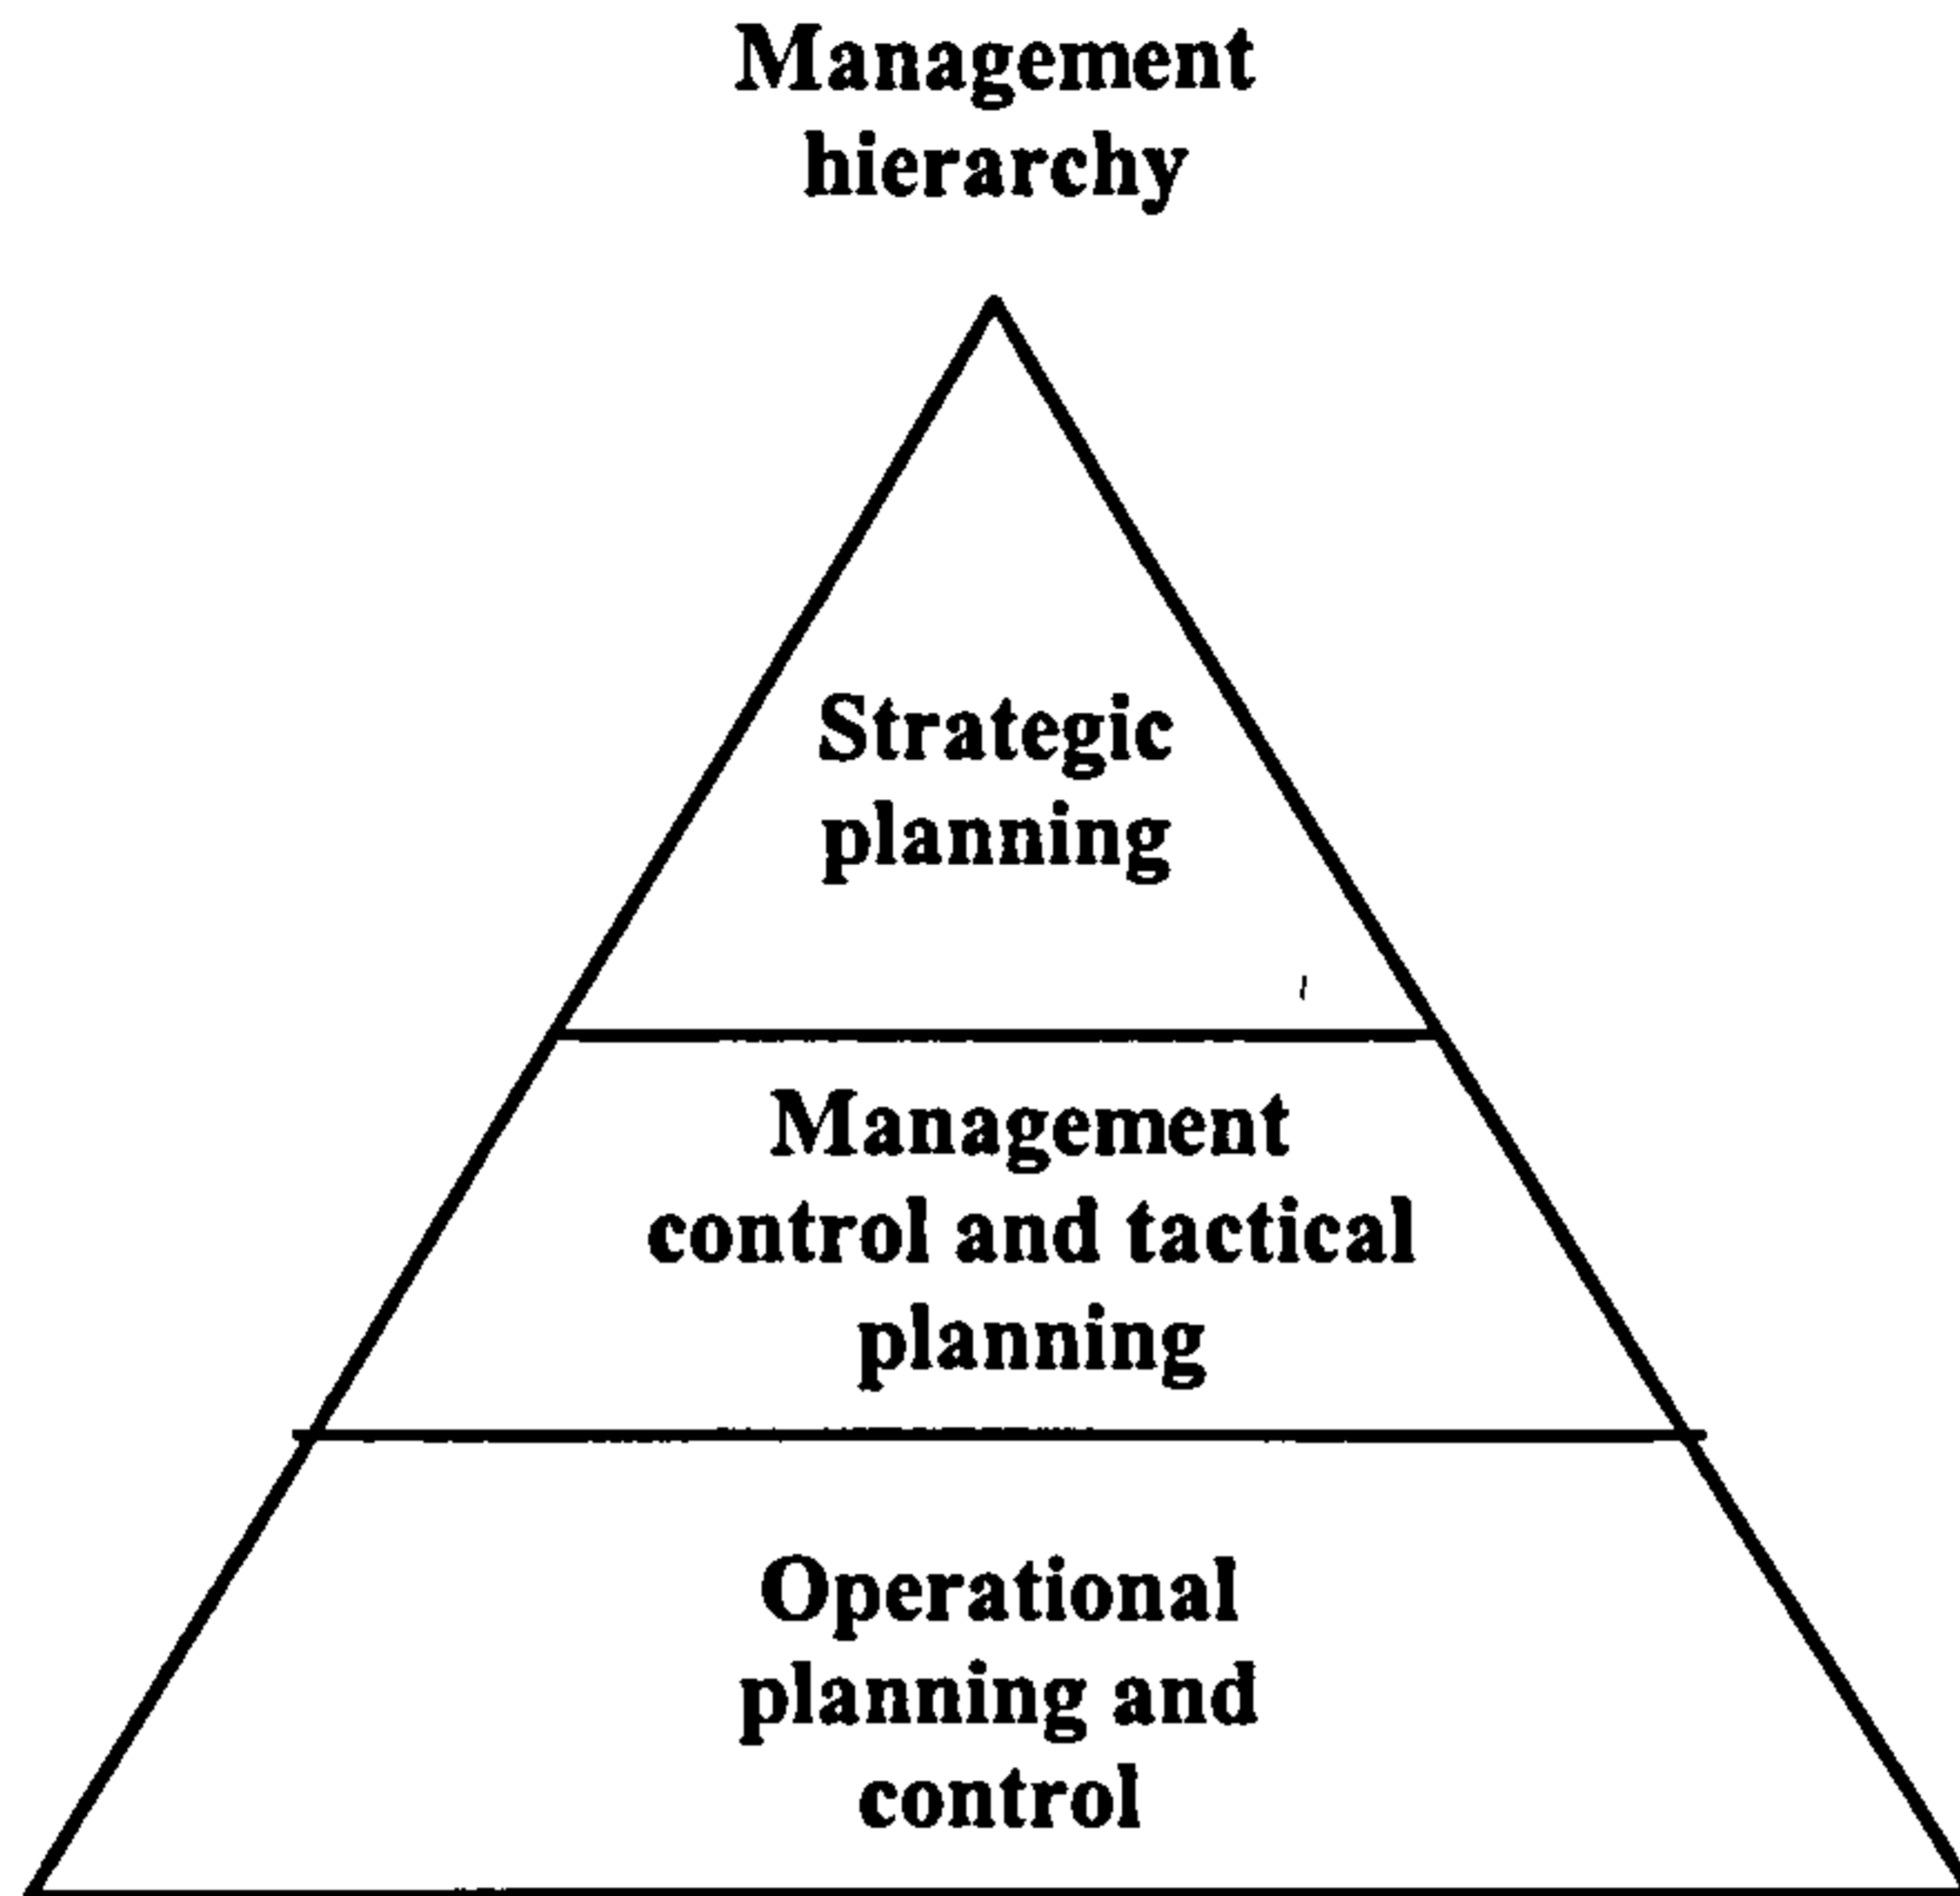 Management
hierarchy
Strategic
planning
Management
control and tactical
planning
Operational
planning and
control